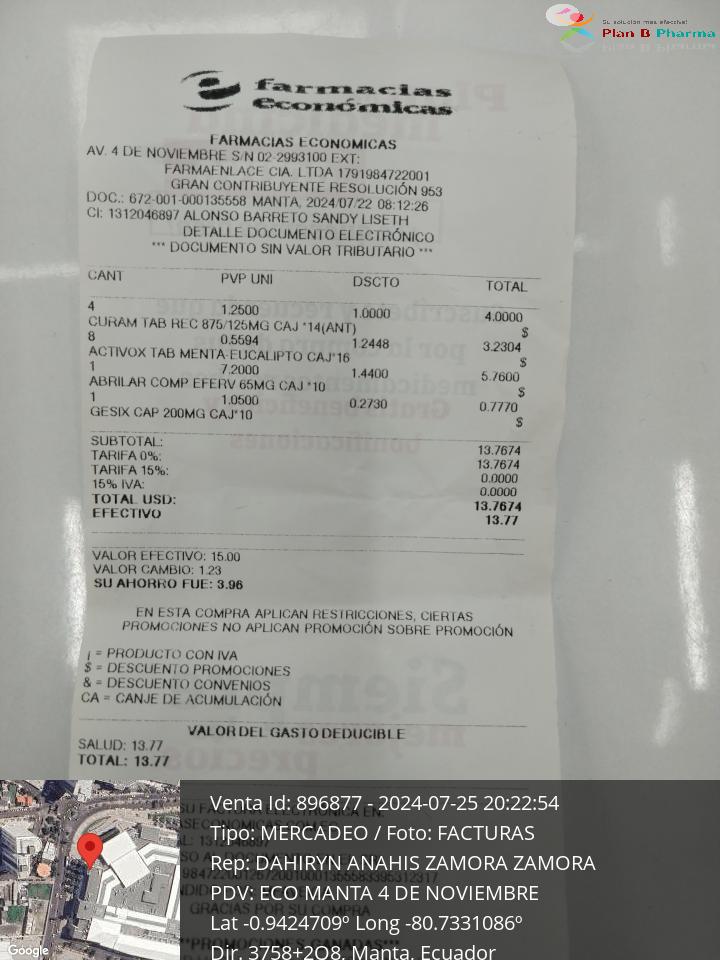 Su solución más efectiva!
Plan B Pharma
farmacias
económicas
FARMACIAS ECONOMICAS
AV. 4 DE NOVIEMBRE S/N 02-2993100 EXT:
FARMAENLACE CIA. LTDA 1791984722001
GRAN CONTRIBUYENTE RESOLUCIÓN 953
DOC.: 672-001-000135558 MANTA, 2024/07/22 08:12:26
CI: 1312046897 ALONSO BARRETO SANDY LISETH
DETALLE DOCUMENTO ELECTRÓNICO
*** DOCUMENTO SIN VALOR TRIBUTARIO ***
CANT PVP UNI DSCTO TOTAL
4 1.2500 1.0000 4.0000
CURAM TAB REC 875/125MG CAJ *14(ANT) $
8 0.5594 1.2448 3.2304
ACTIVOX TAB MENTA-EUCALIPTO CAJ*16 $
1 7.2000 1.4400 5.7600
ABRILAR COMP EFERV 65MG CAJ *10 $
1 1.0500 0.2730 0.7770
GESIX CAP 200MG CAJ*10 $
SUBTOTAL: 13.7674
TARIFA 0%: 13.7674
TARIFA 15%: 0.0000
15% IVA: 0.0000
TOTAL USD: 13.7674
EFECTIVO 13.77
VALOR EFECTIVO: 15.00
VALOR CAMBIO: 1.23
SU AHORRO FUE: 3.96
EN ESTA COMPRA APLICAN RESTRICCIONES, CIERTAS
PROMOCIONES NO APLICAN PROMOCIÓN SOBRE PROMOCIÓN
¡ = PRODUCTO CON IVA
$ = DESCUENTO PROMOCIONES
& = DESCUENTO CONVENIOS
CA = CANJE DE ACUMULACIÓN
VALOR DEL GASTO DEDUCIBLE
SALUD: 13.77
TOTAL: 13.77
SU FACTURA ELECTRÓNICA EN:
GRACIAS POR SU COMPRA
**PROMOCIONES GANADAS***
Venta Id: 896877 - 2024-07-25 20:22:54
Tipo: MERCADEO / Foto: FACTURAS
Rep: DAHIRYN ANAHIS ZAMORA ZAMORA
PDV: ECO MANTA 4 DE NOVIEMBRE
Lat -0.9424709º Long -80.7331086º
Dir. 3758+2Q8, Manta, Ecuador
Google